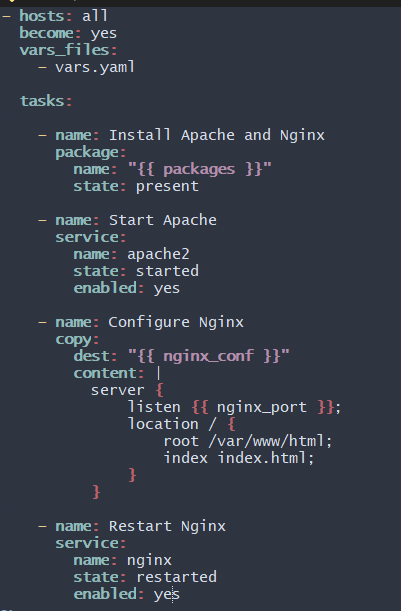 - hosts: all
  become: yes
  vars_files:
    - vars.yaml

  tasks:

    - name: Install Apache and Nginx
      package:
        name: "{{ packages }}"
        state: present

    - name: Start Apache
      service:
        name: apache2
        state: started
        enabled: yes

    - name: Configure Nginx
      copy:
        dest: "{{ nginx_conf }}"
        content: |
          server {
              listen {{ nginx_port }};
              location / {
                  root /var/www/html;
                  index index.html;
              }
          }

    - name: Restart Nginx
      service:
        name: nginx
        state: restarted
        enabled: yes